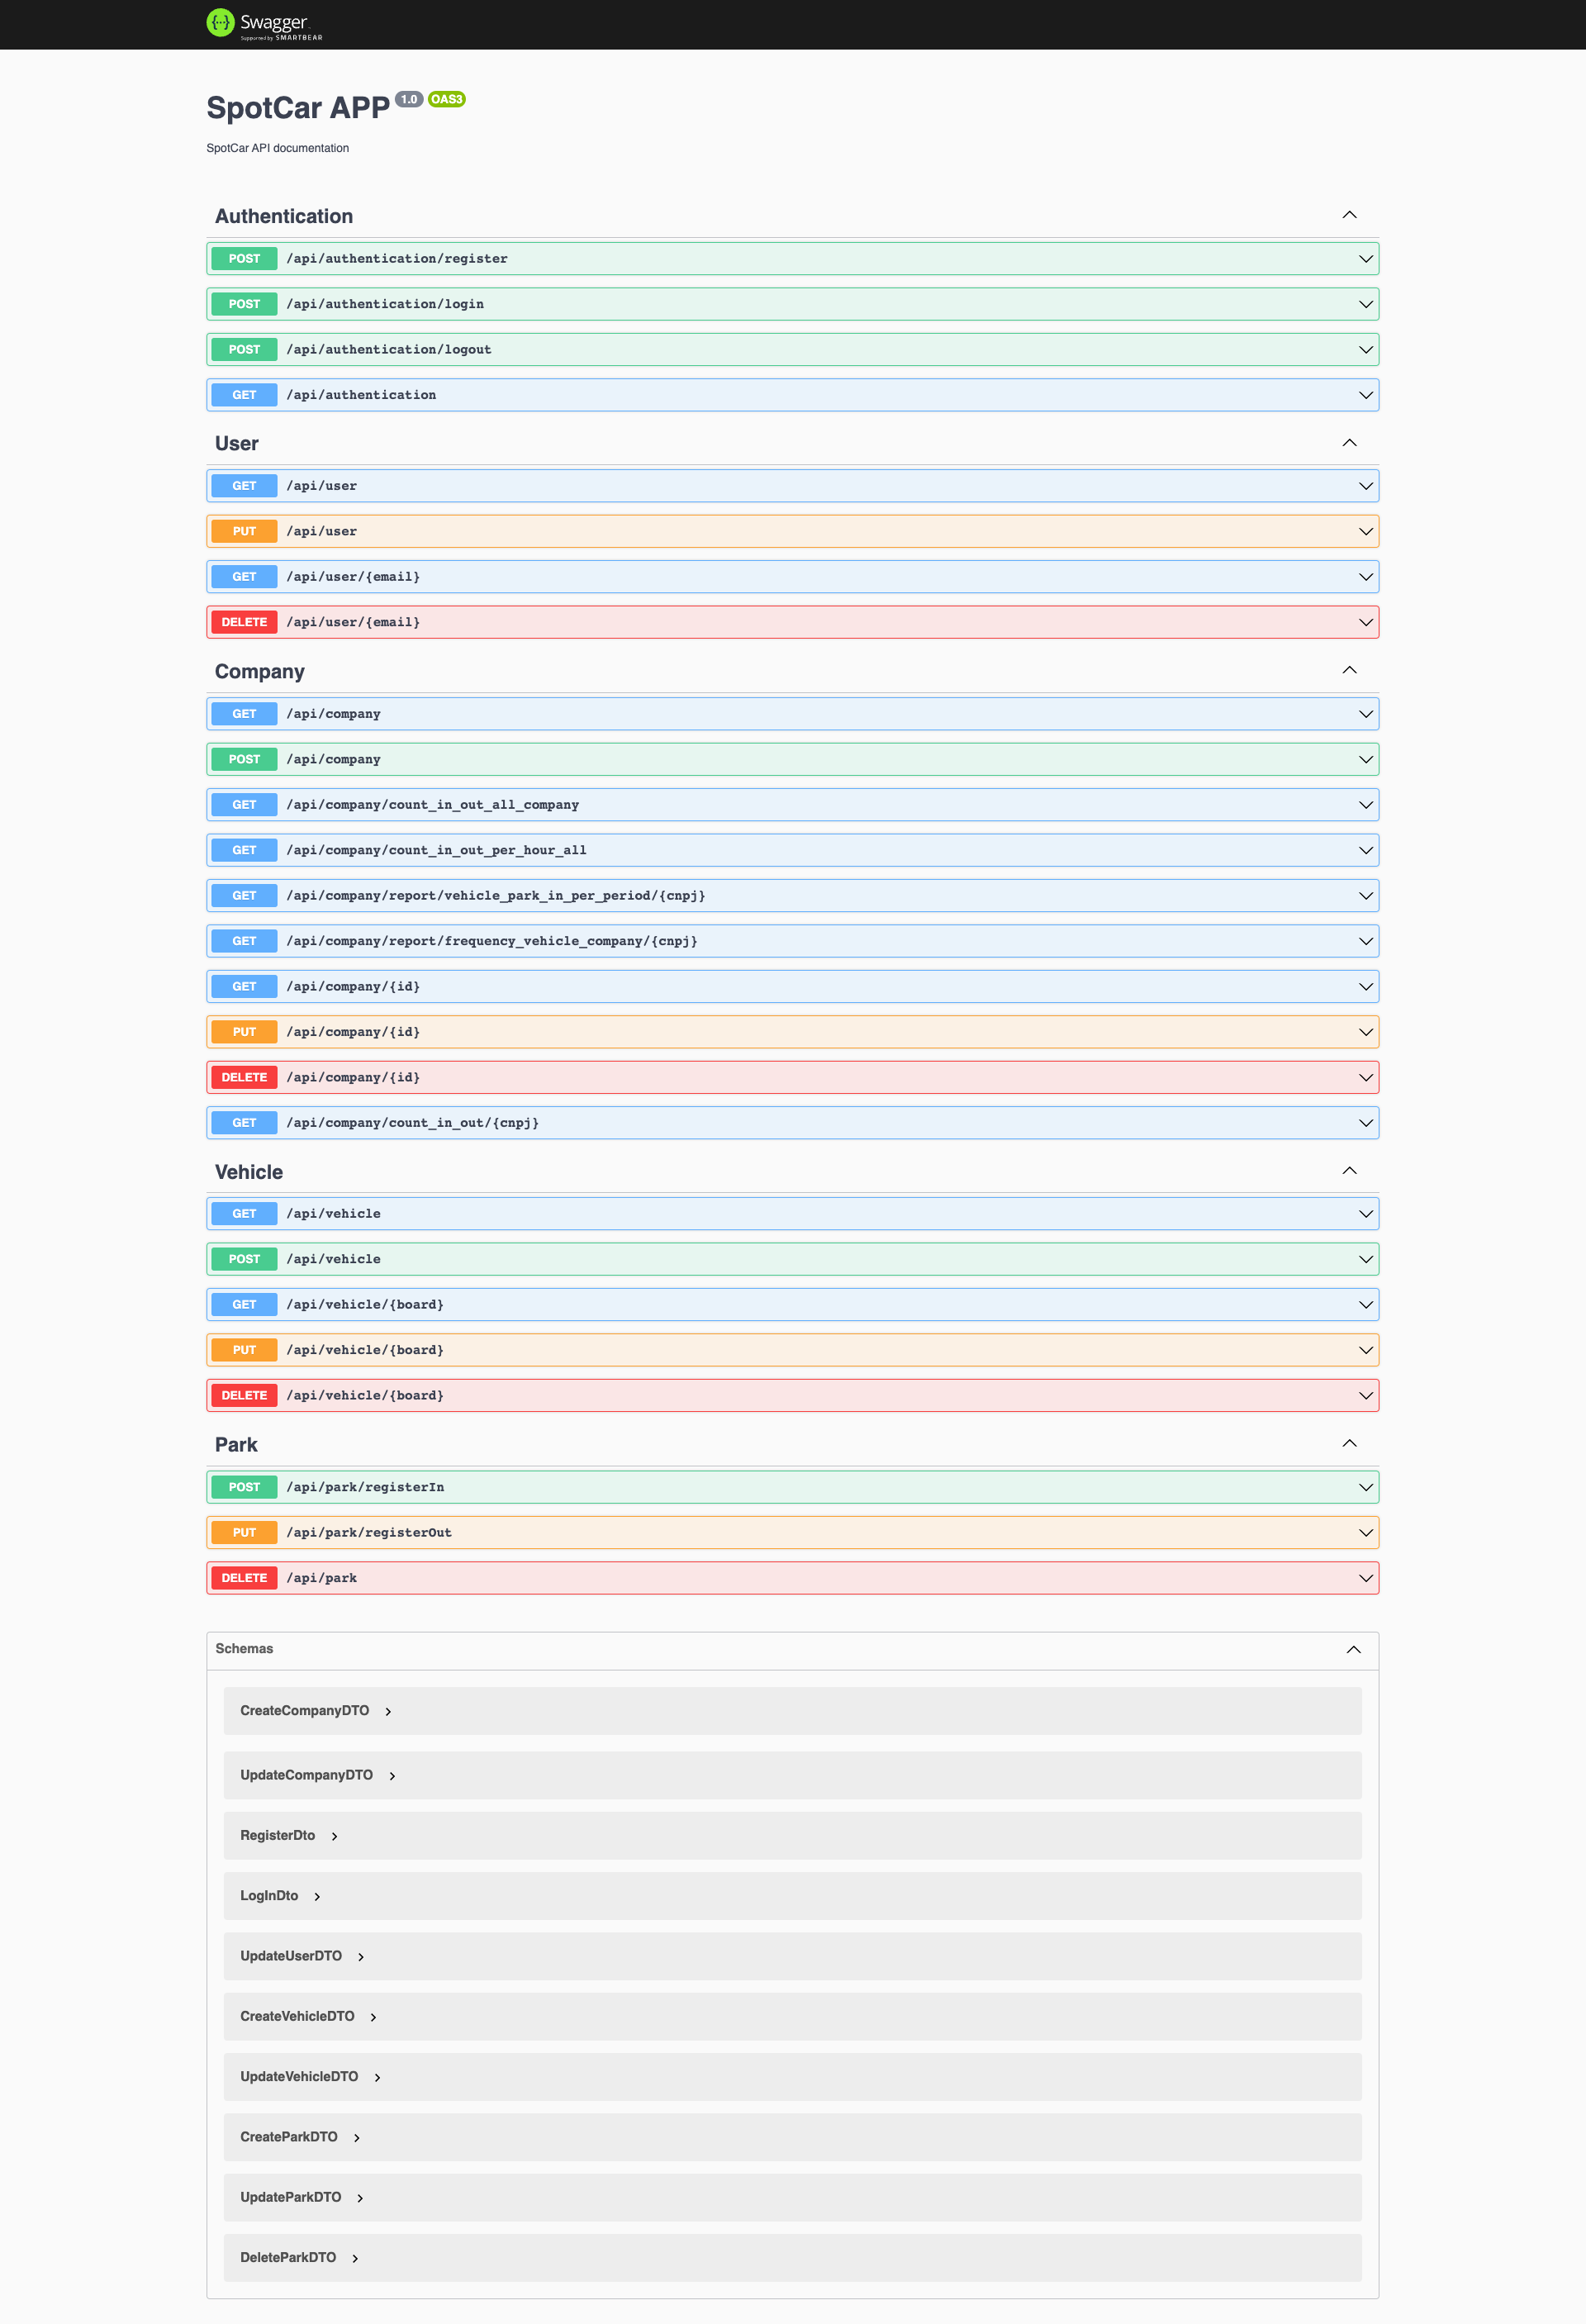 Swagger
Supported by SMARTBEAR
SpotCar APP 1.0 OAS3
SpotCar API documentation
Authentication
POST /api/authentication/register
POST /api/authentication/login
POST /api/authentication/logout
GET /api/authentication
User
GET /api/user
PUT /api/user
GET /api/user/{email}
DELETE /api/user/{email}
Company
GET /api/company
POST /api/company
GET /api/company/count_in_out_all_company
GET /api/company/count_in_out_per_hour_all
GET /api/company/report/vehicle_park_in_per_period/{cnpj}
GET /api/company/report/frequency_vehicle_company/{cnpj}
GET /api/company/{id}
PUT /api/company/{id}
DELETE /api/company/{id}
GET /api/company/count_in_out/{cnpj}
Vehicle
GET /api/vehicle
POST /api/vehicle
GET /api/vehicle/{board}
PUT /api/vehicle/{board}
DELETE /api/vehicle/{board}
Park
POST /api/park/registerIn
PUT /api/park/registerOut
DELETE /api/park
Schemas
CreateCompanyDTO
UpdateCompanyDTO
RegisterDto
LogInDto
UpdateUserDTO
CreateVehicleDTO
UpdateVehicleDTO
CreateParkDTO
UpdateParkDTO
DeleteParkDTO